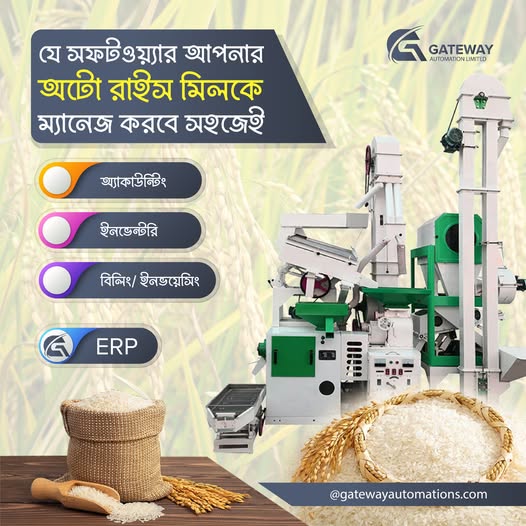 GATEWAY
AUTOMATION LIMITED
যে সফটওয়্যার আপনার
অটো রাইস মিলকে
ম্যানেজ করবে সহজেই
অ্যাকাউন্টিং
ইনভেন্টরি
বিলিং/ ইনভয়েসিং
ERP
@gatewayautomations.com